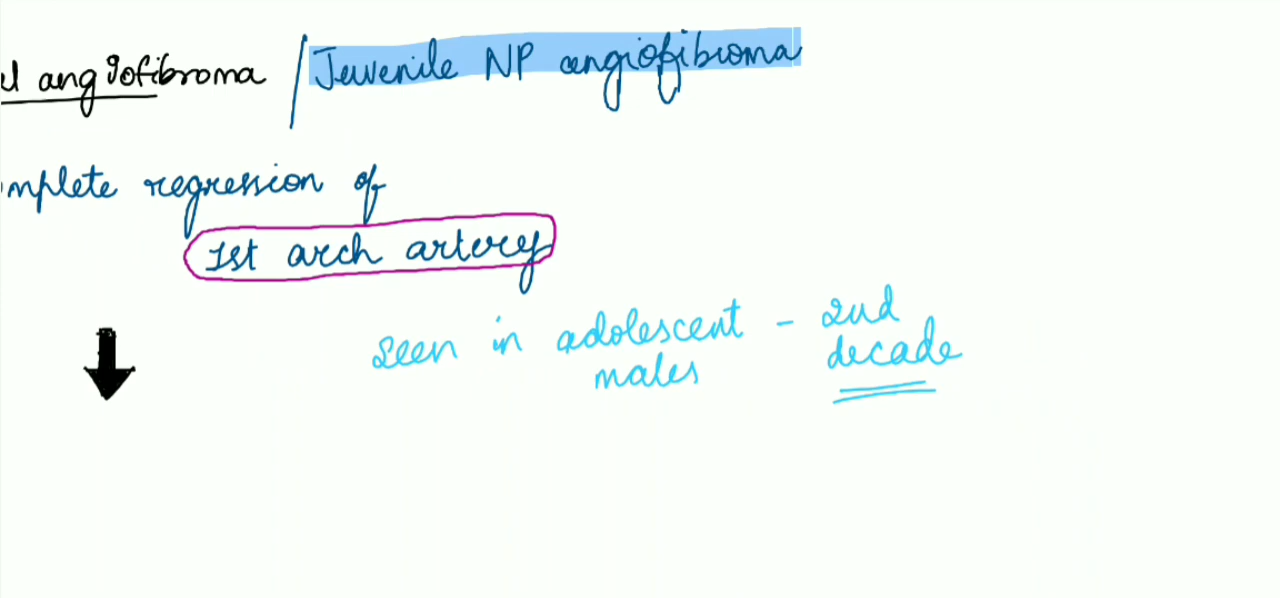 angiofibroma / Juvenile NP angiofibroma
mplete regression of
1st arch artery
seen in adolescent - 2nd
males decade